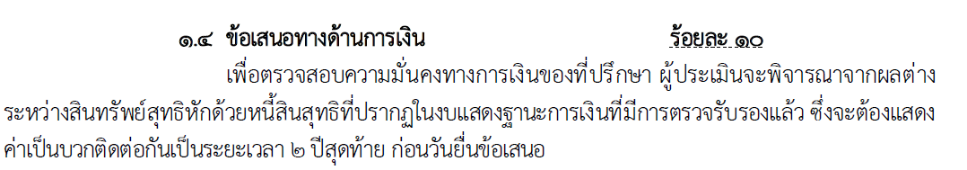 ๑.๔ ข้อเสนอทางด้านการเงิน ร้อยละ ๑๐
เพื่อตรวจสอบความมั่นคงทางการเงินของที่ปรึกษา ผู้ประเมินจะพิจารณาจากผลต่าง
ระหว่างสินทรัพย์สุทธิหักด้วยหนี้สินสุทธิที่ปรากฏในงบแสดงฐานะการเงินที่มีการตรวจรับรองแล้ว ซึ่งจะต้องแสดง
ค่าเป็นบวกติดต่อกันเป็นระยะเวลา ๒ ปีสุดท้าย ก่อนวันยื่นข้อเสนอ